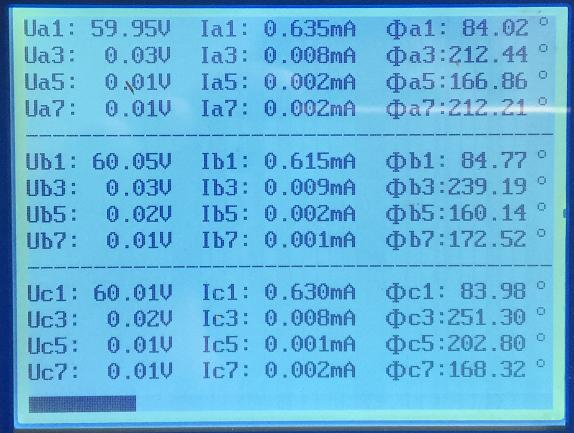 Ua1: 59.95V Ia1: 0.635mA Φa1: 84.02 °
Ua3: 0.03V Ia3: 0.008mA Φa3:212.44 °
Ua5: 0.01V Ia5: 0.002mA Φa5:166.86 °
Ua7: 0.01V Ia7: 0.002mA Φa7:212.21 °
Ub1: 60.05V Ib1: 0.615mA Φb1: 84.77 °
Ub3: 0.03V Ib3: 0.009mA Φb3:239.19 °
Ub5: 0.02V Ib5: 0.002mA Φb5:160.14 °
Ub7: 0.01V Ib7: 0.001mA Φb7:172.52 °
Uc1: 60.01V Ic1: 0.630mA Φc1: 83.98 °
Uc3: 0.02V Ic3: 0.008mA Φc3:251.30 °
Uc5: 0.01V Ic5: 0.001mA Φc5:202.80 °
Uc7: 0.01V Ic7: 0.002mA Φc7:168.32 °